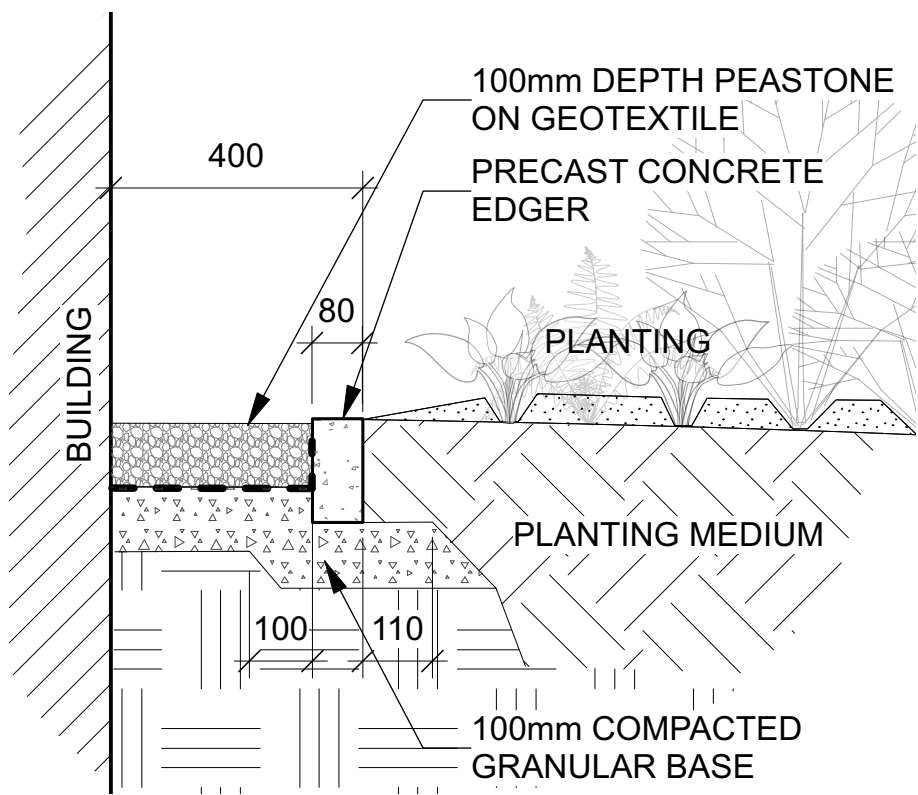 100mm DEPTH PEASTONE
ON GEOTEXTILE
400
PRECAST CONCRETE
EDGER
80
BUILDING
PLANTING
PLANTING MEDIUM
100
110
100mm COMPACTED
GRANULAR BASE